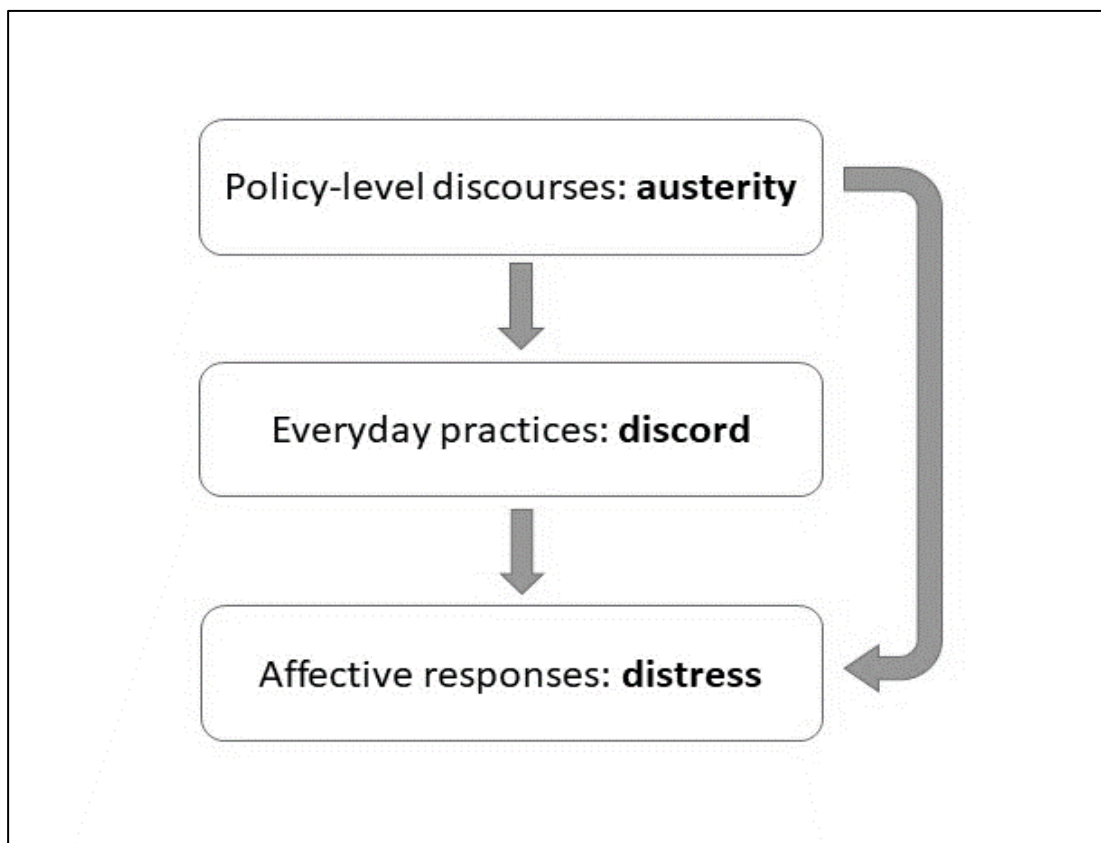 Policy-level discourses: austerity
Everyday practices: discord
Affective responses: distress